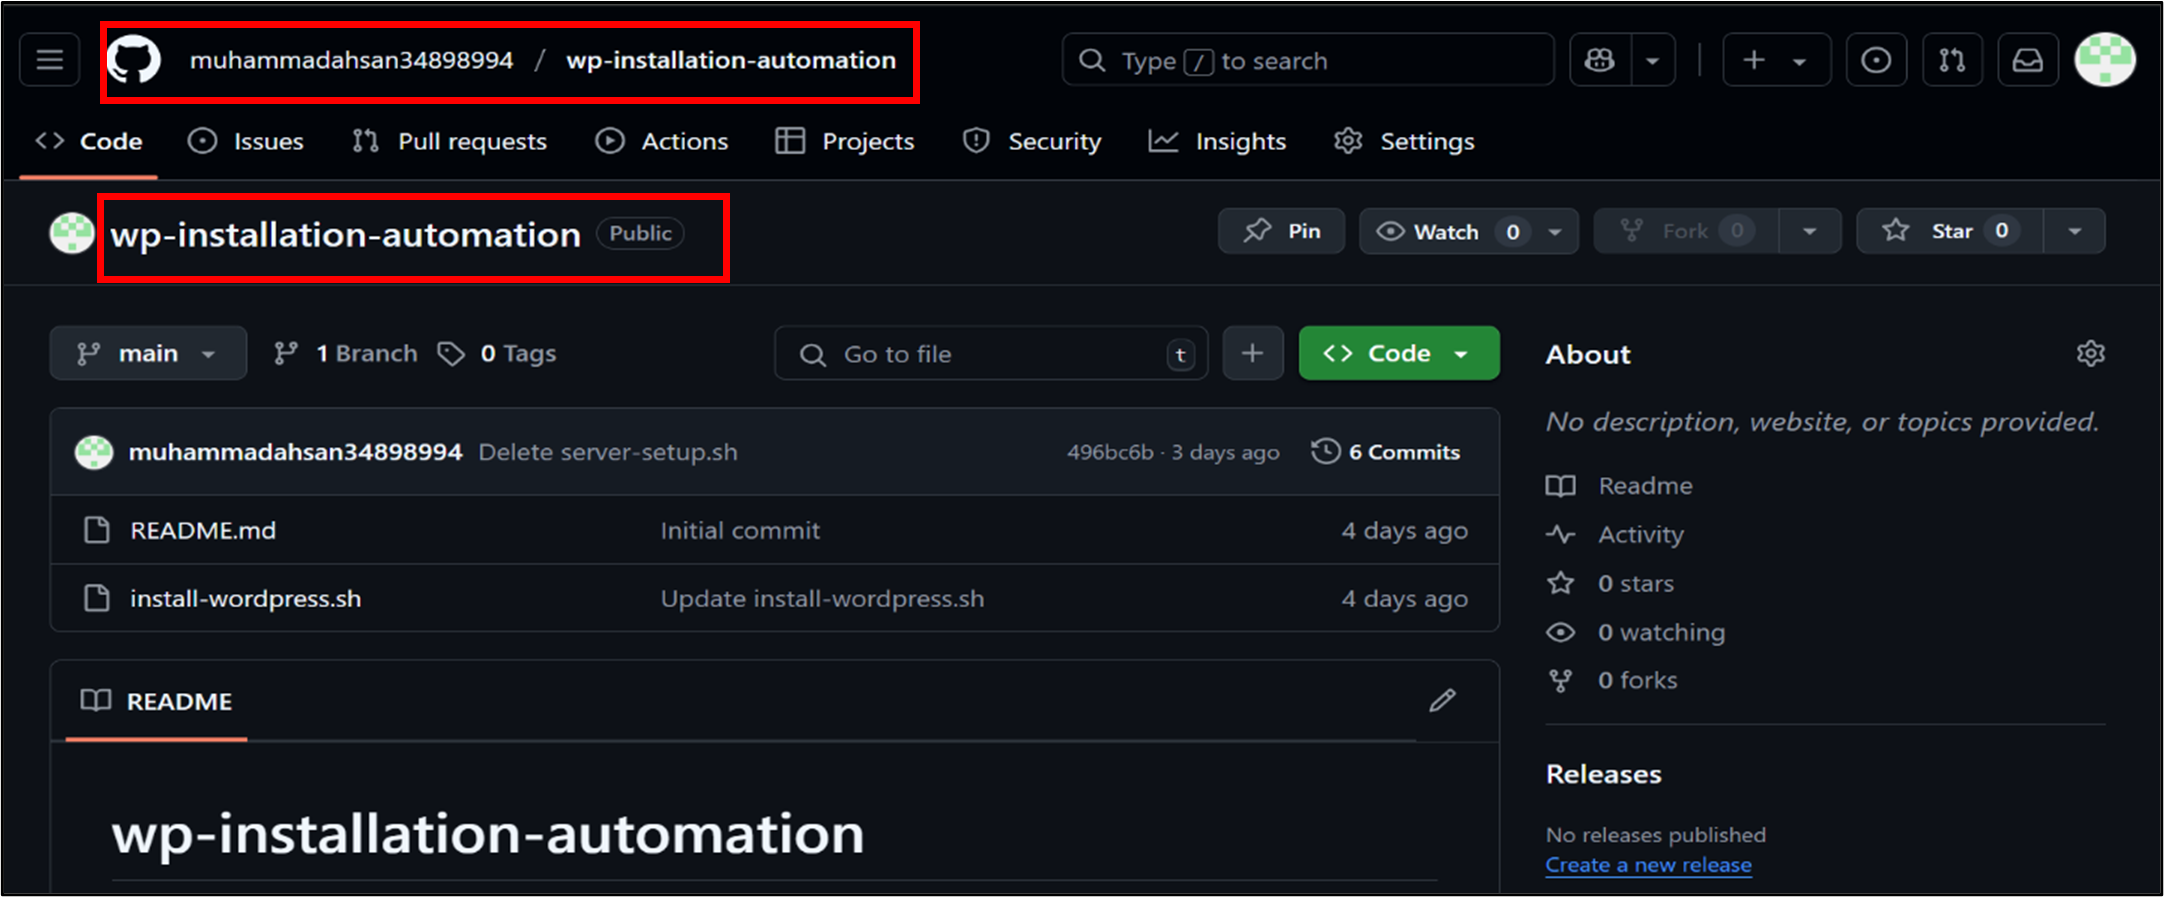 muhammadahsan34898994 / wp-installation-automation
Type / to search
Code Issues Pull requests Actions Projects Security Insights Settings
wp-installation-automation Public
Pin Watch 0 Fork 0 Star 0
main 1 Branch 0 Tags Go to file t Code
muhammadahsan34898994 Delete server-setup.sh 496bc6b · 3 days ago 6 Commits
README.md Initial commit 4 days ago
install-wordpress.sh Update install-wordpress.sh 4 days ago
README
wp-installation-automation
About
No description, website, or topics provided.
Readme
Activity
0 stars
0 watching
0 forks
Releases
No releases published
Create a new release